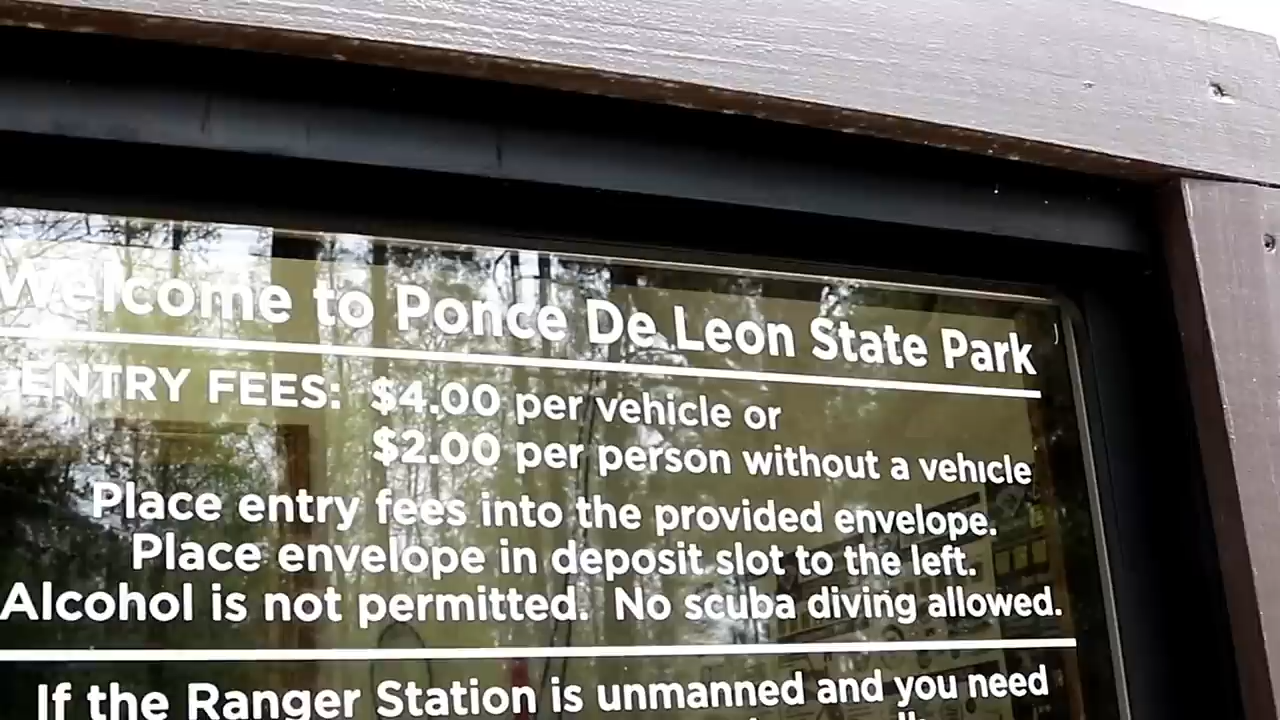 Welcome to Ponce De Leon State Park
ENTRY FEES: $4.00 per vehicle or
$2.00 per person without a vehicle
Place entry fees into the provided envelope.
Place envelope in deposit slot to the left.
Alcohol is not permitted. No scuba diving allowed.
If the Ranger Station is unmanned and you need